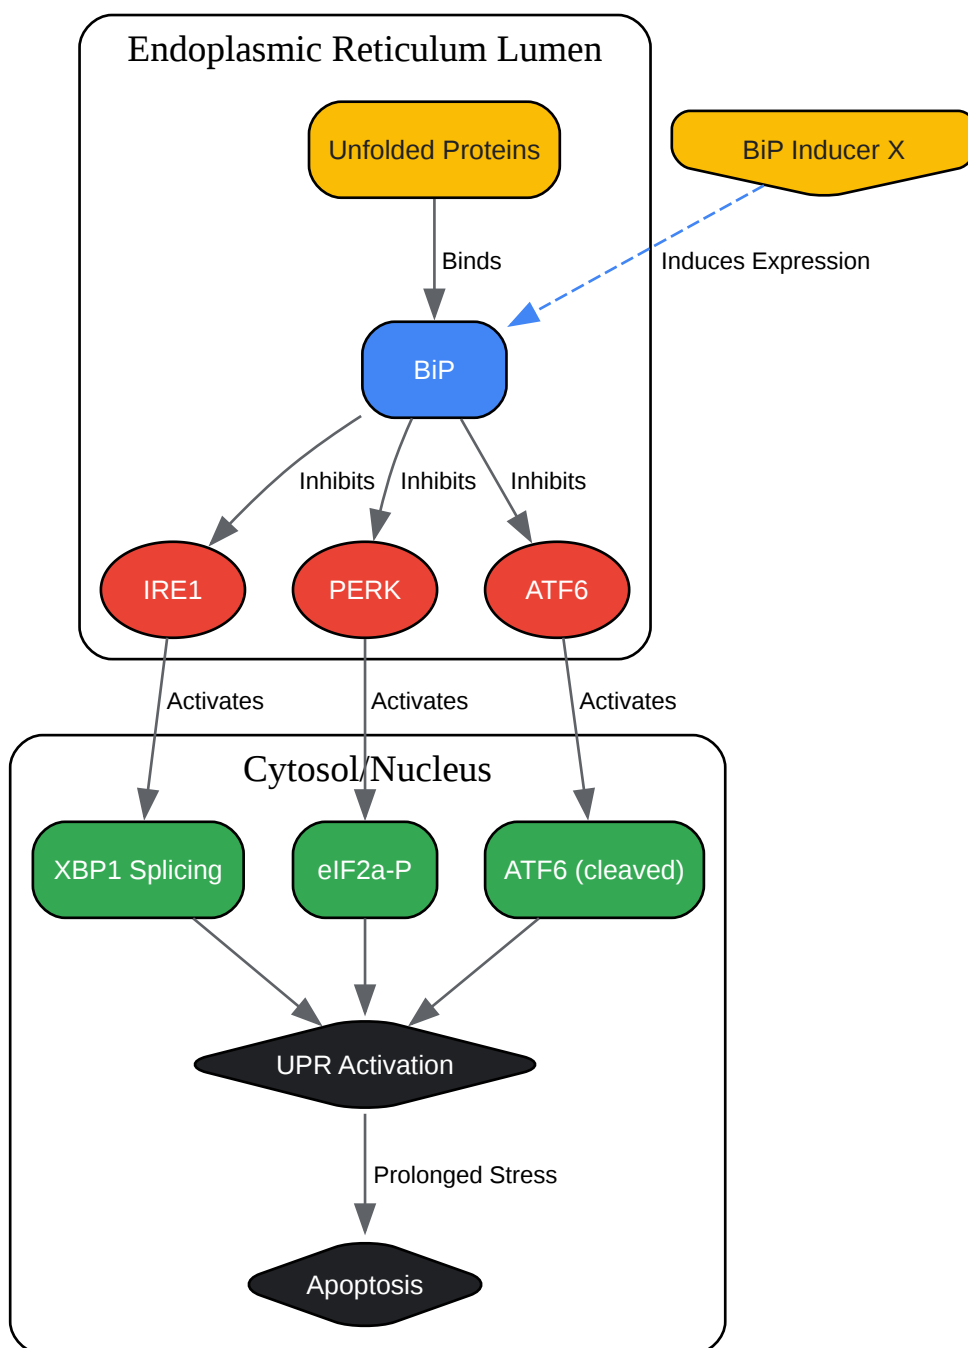 Endoplasmic Reticulum Lumen
Unfolded Proteins
BiP Inducer X
Binds
Induces Expression
BiP
Inhibits
Inhibits
Inhibits
IRE1
PERK
ATF6
Activates
Activates
Activates
Cytosol/Nucleus
XBP1 Splicing
eIF2a-P
ATF6 (cleaved)
UPR Activation
Prolonged Stress
Apoptosis